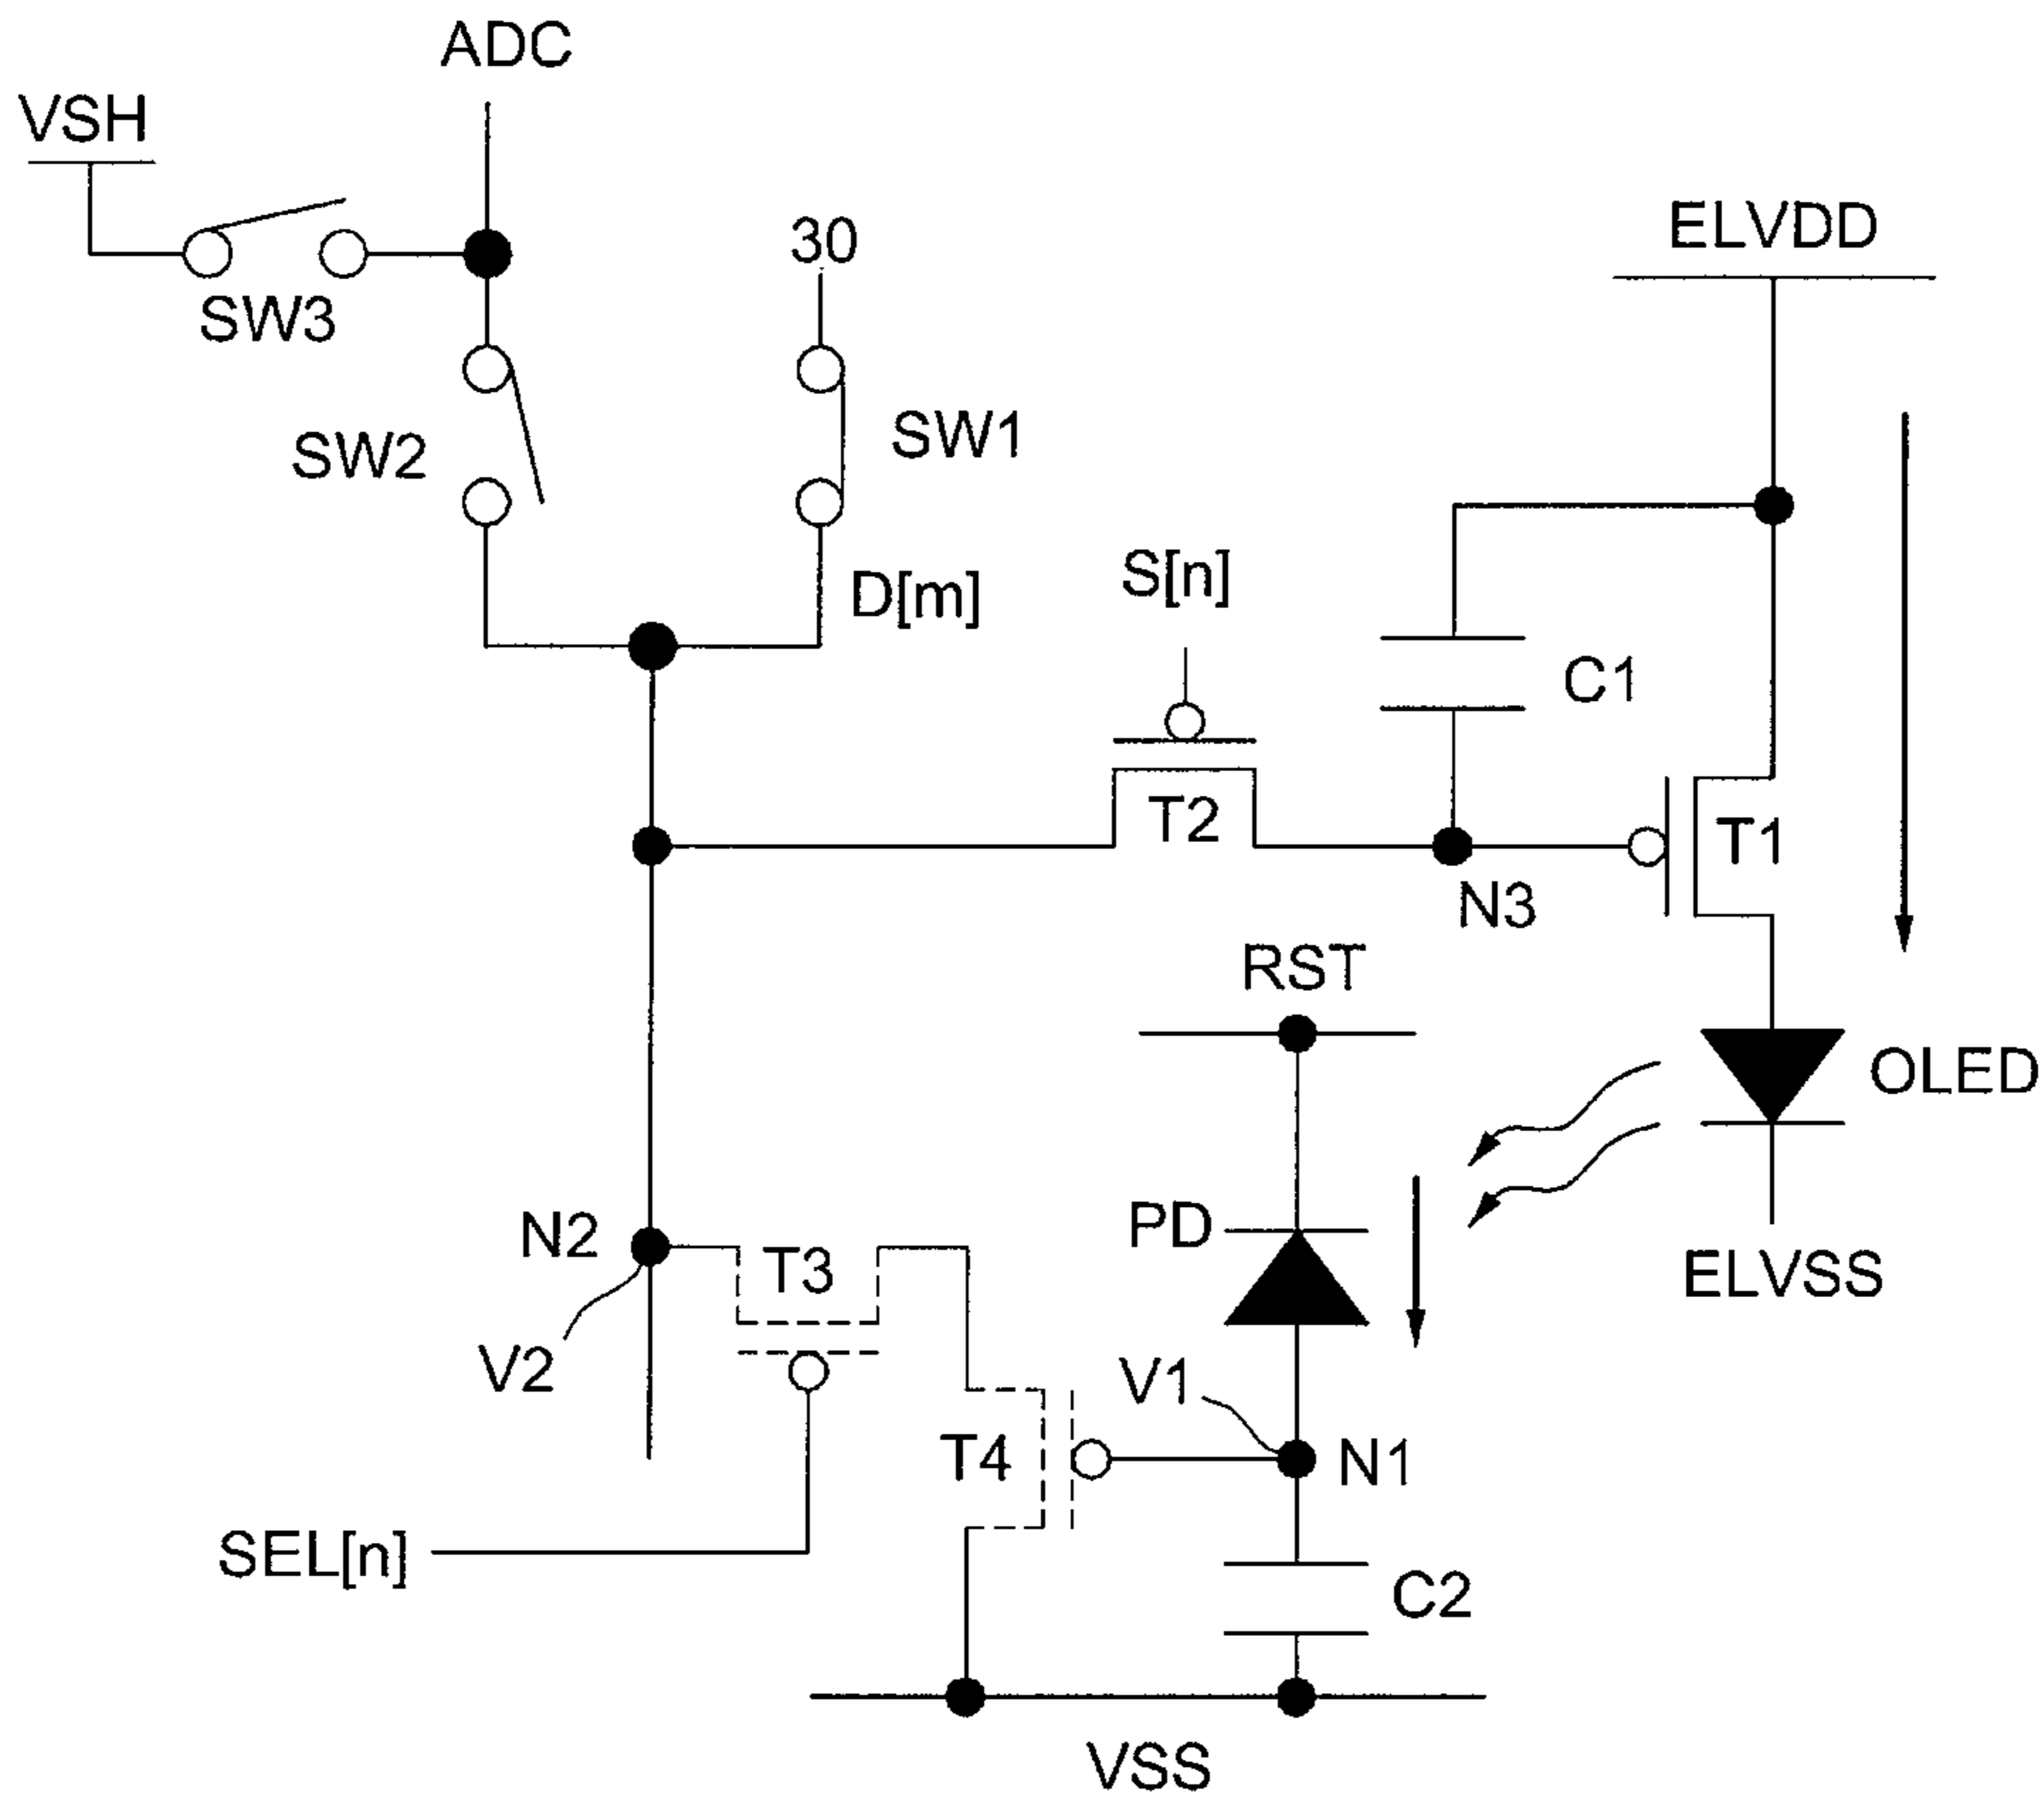 ADC
VSH
30
ELVDD
SW3
SW1
SW2
S[n]
D[m]
C1
T2
T1
N3
RST
OLED
N2
T3
PD
ELVSS
V2
V1
T4
N1
SEL[n]
C2
VSS